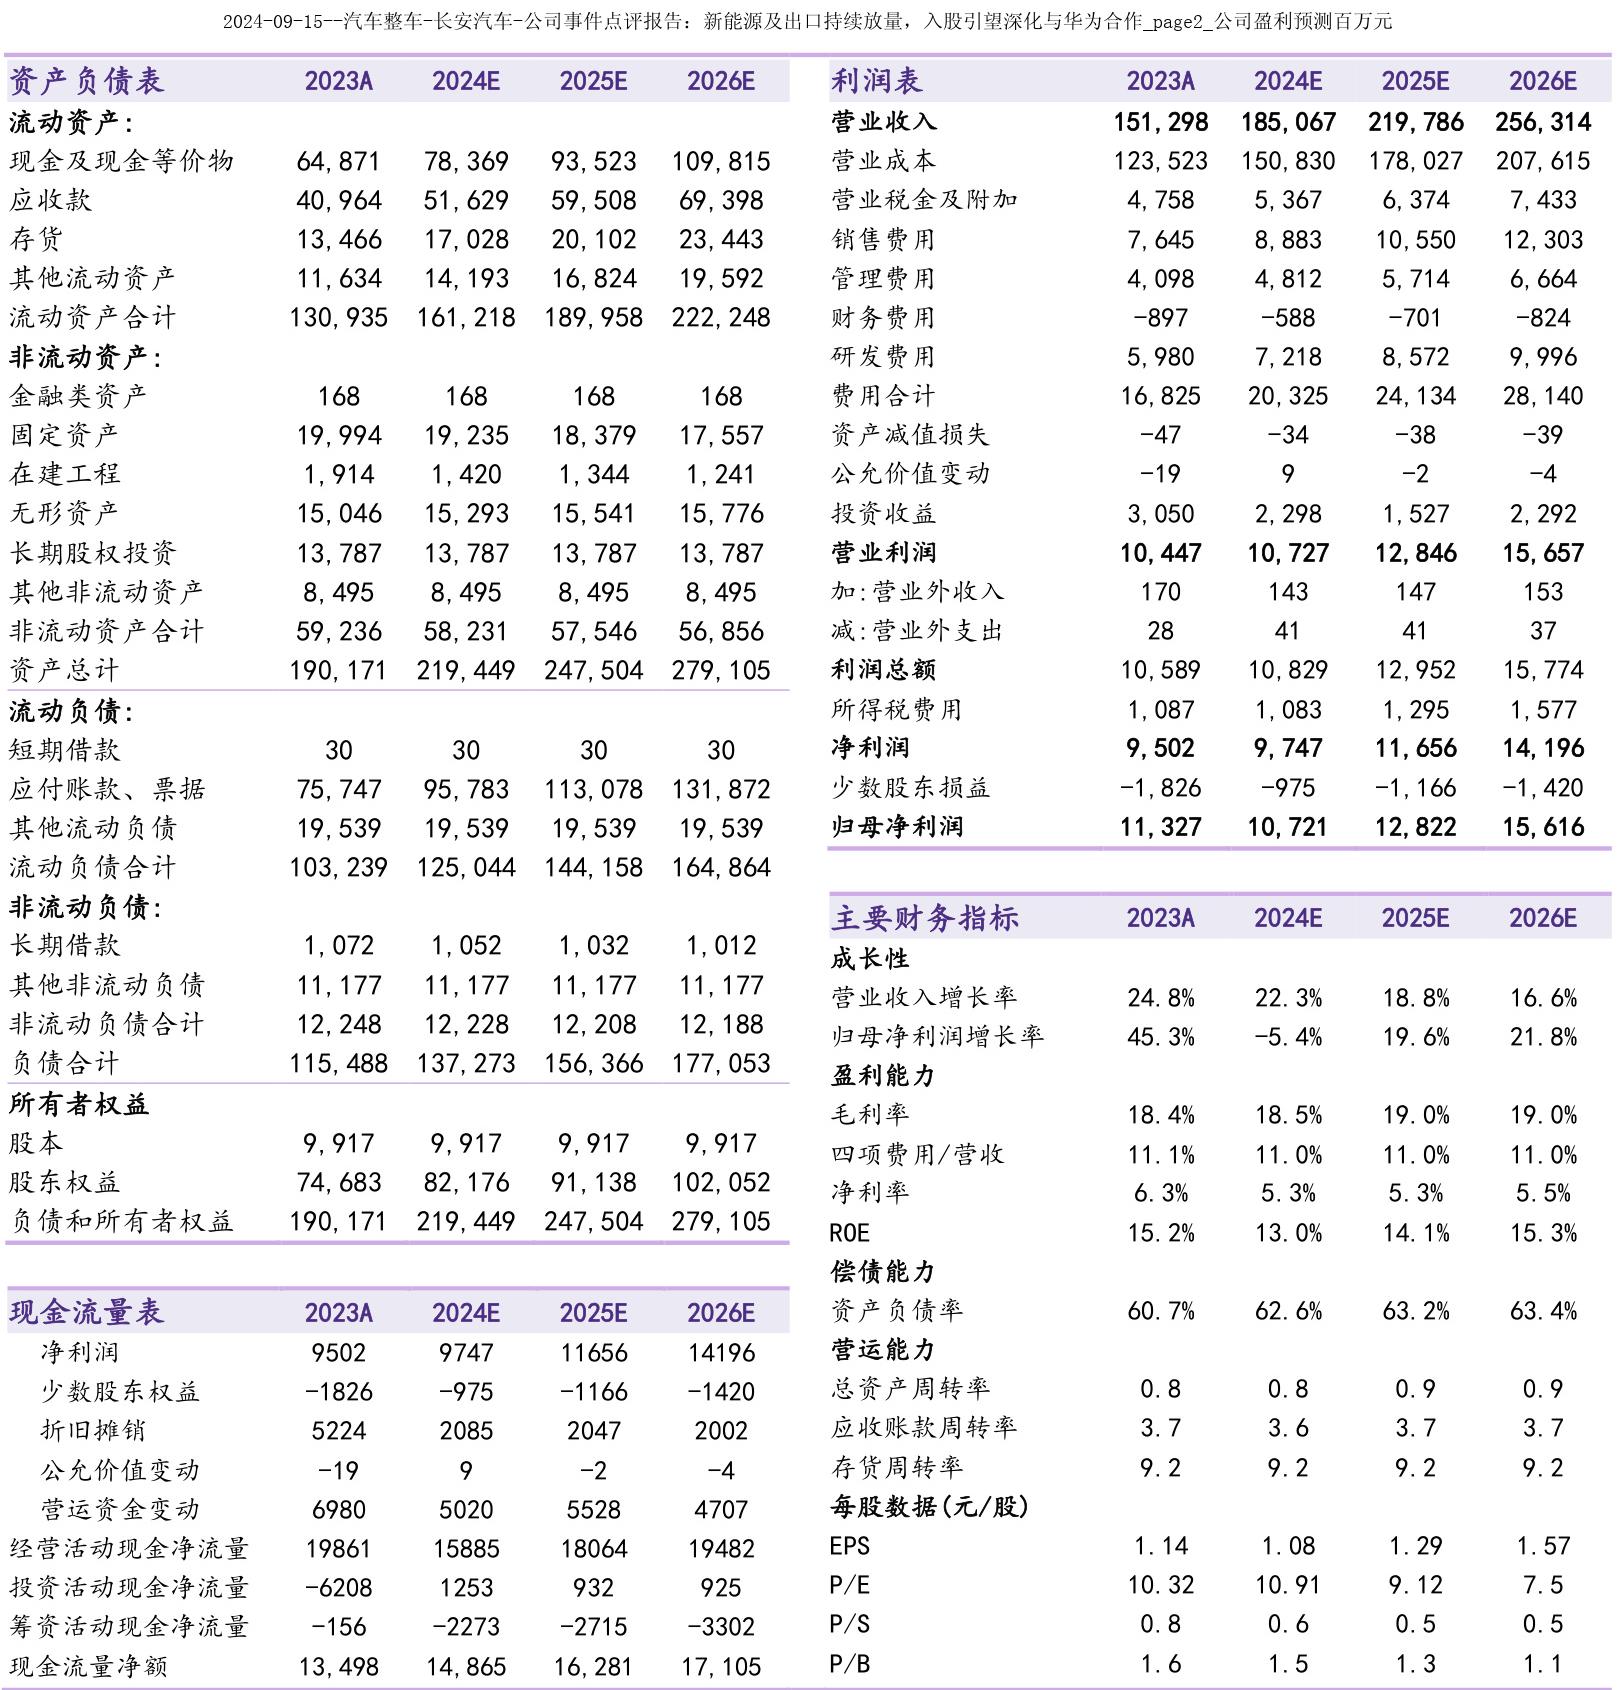 2024-09-15--汽车整车-长安汽车-公司事件点评报告：新能源及出口持续放量，入股引望深化与华为合作_page2_公司盈利预测百万元
资产负债表 2023A 2024E 2025E 2026E
流动资产:
现金及现金等价物 64,871 78,369 93,523 109,815
应收款 40,964 51,629 59,508 69,398
存货 13,466 17,028 20,102 23,443
其他流动资产 11,634 14,193 16,824 19,592
流动资产合计 130,935 161,218 189,958 222,248
非流动资产:
金融类资产 168 168 168 168
固定资产 19,994 19,235 18,379 17,557
在建工程 1,914 1,420 1,344 1,241
无形资产 15,046 15,293 15,541 15,776
长期股权投资 13,787 13,787 13,787 13,787
其他非流动资产 8,495 8,495 8,495 8,495
非流动资产合计 59,236 58,231 57,546 56,856
资产总计 190,171 219,449 247,504 279,105
流动负债:
短期借款 30 30 30 30
应付账款、票据 75,747 95,783 113,078 131,872
其他流动负债 19,539 19,539 19,539 19,539
流动负债合计 103,239 125,044 144,158 164,864
非流动负债:
长期借款 1,072 1,052 1,032 1,012
其他非流动负债 11,177 11,177 11,177 11,177
非流动负债合计 12,248 12,228 12,208 12,188
负债合计 115,488 137,273 156,366 177,053
所有者权益
股本 9,917 9,917 9,917 9,917
股东权益 74,683 82,176 91,138 102,052
负债和所有者权益 190,171 219,449 247,504 279,105
现金流量表 2023A 2024E 2025E 2026E
净利润 9502 9747 11656 14196
少数股东权益 -1826 -975 -1166 -1420
折旧摊销 5224 2085 2047 2002
公允价值变动 -19 9 -2 -4
营运资金变动 6980 5020 5528 4707
经营活动现金净流量 19861 15885 18064 19482
投资活动现金净流量 -6208 1253 932 925
筹资活动现金净流量 -156 -2273 -2715 -3302
现金流量净额 13,498 14,865 16,281 17,105
利润表 2023A 2024E 2025E 2026E
营业收入 151,298 185,067 219,786 256,314
营业成本 123,523 150,830 178,027 207,615
营业税金及附加 4,758 5,367 6,374 7,433
销售费用 7,645 8,883 10,550 12,303
管理费用 4,098 4,812 5,714 6,664
财务费用 -897 -588 -701 -824
研发费用 5,980 7,218 8,572 9,996
费用合计 16,825 20,325 24,134 28,140
资产减值损失 -47 -34 -38 -39
公允价值变动 -19 9 -2 -4
投资收益 3,050 2,298 1,527 2,292
营业利润 10,447 10,727 12,846 15,657
加:营业外收入 170 143 147 153
减:营业外支出 28 41 41 37
利润总额 10,589 10,829 12,952 15,774
所得税费用 1,087 1,083 1,295 1,577
净利润 9,502 9,747 11,656 14,196
少数股东损益 -1,826 -975 -1,166 -1,420
归母净利润 11,327 10,721 12,822 15,616
主要财务指标 2023A 2024E 2025E 2026E
成长性
营业收入增长率 24.8% 22.3% 18.8% 16.6%
归母净利润增长率 45.3% -5.4% 19.6% 21.8%
盈利能力
毛利率 18.4% 18.5% 19.0% 19.0%
四项费用/营收 11.1% 11.0% 11.0% 11.0%
净利率 6.3% 5.3% 5.3% 5.5%
ROE 15.2% 13.0% 14.1% 15.3%
偿债能力
资产负债率 60.7% 62.6% 63.2% 63.4%
营运能力
总资产周转率 0.8 0.8 0.9 0.9
应收账款周转率 3.7 3.6 3.7 3.7
存货周转率 9.2 9.2 9.2 9.2
每股数据(元/股)
EPS 1.14 1.08 1.29 1.57
P/E 10.32 10.91 9.12 7.5
P/S 0.8 0.6 0.5 0.5
P/B 1.6 1.5 1.3 1.1